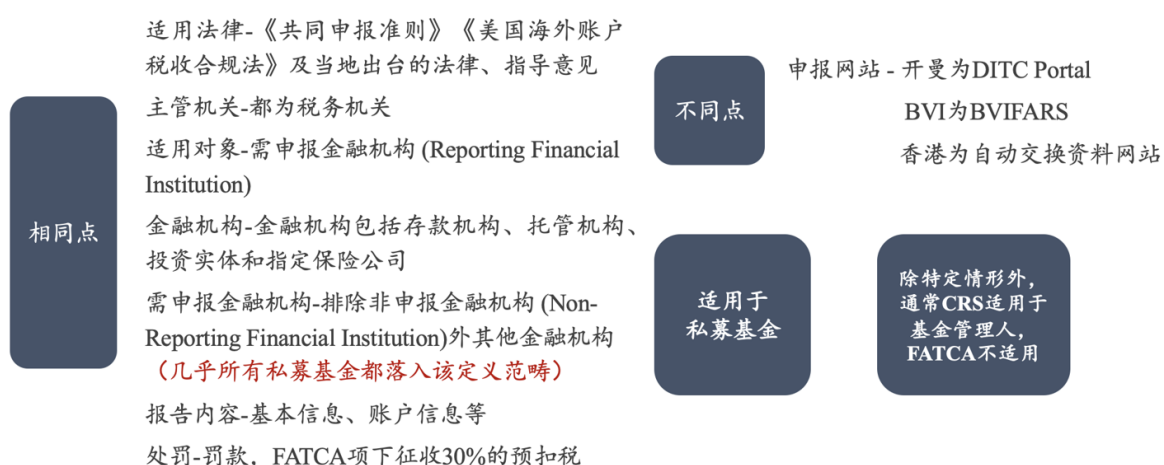 相同点
适用法律-《共同申报准则》《美国海外账户
税收合规法》及当地出台的法律、指导意见
主管机关-都为税务机关
适用对象-需申报金融机构 (Reporting Financial
Institution)
金融机构-金融机构包括存款机构、托管机构、
投资实体和指定保险公司
需申报金融机构-排除非申报金融机构 (Non-
Reporting Financial Institution)外其他金融机构
（几乎所有私募基金都落入该定义范畴）
报告内容-基本信息、账户信息等
处罚-罚款，FATCA项下征收30%的预扣税
不同点
申报网站 - 开曼为DITC Portal
BVI为BVIFARS
香港为自动交换资料网站
适用于
私募基金
除特定情形外，
通常CRS适用于
基金管理人，
FATCA不适用